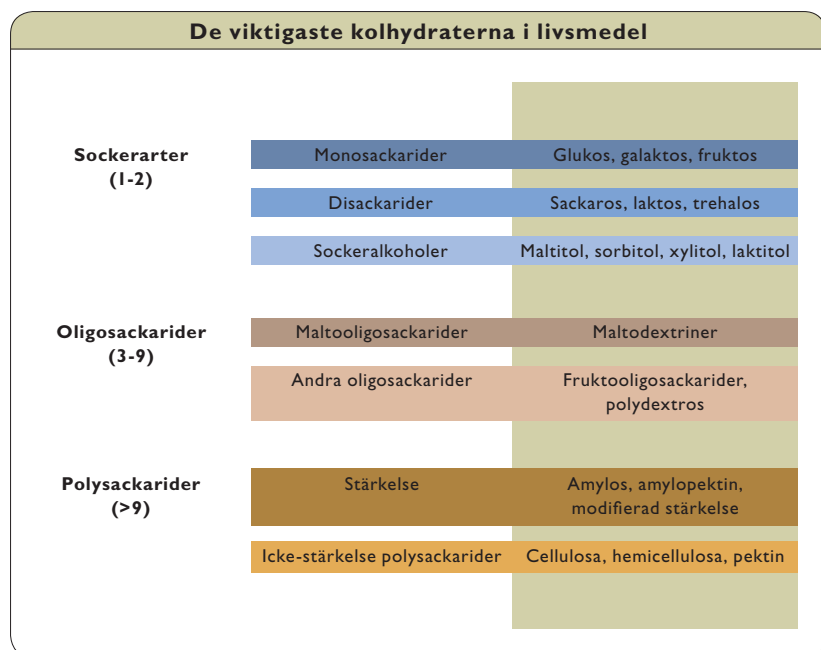 De viktigaste kolhydraterna i livsmedel
Sockerarter
(1-2)
Monosackarider
Glukos, galaktos, fruktos
Disackarider
Sackaros, laktos, trehalos
Sockeralkoholer
Maltitol, sorbitol, xylitol, laktitol
Oligosackarider
(3-9)
Maltooligosackarider
Maltodextriner
Andra oligosackarider
Fruktooligosackarider,
polydextros
Polysackarider
(>9)
Stärkelse
Amylos, amylopektin,
modifierad stärkelse
Icke-stärkelse polysackarider
Cellulosa, hemicellulosa, pektin